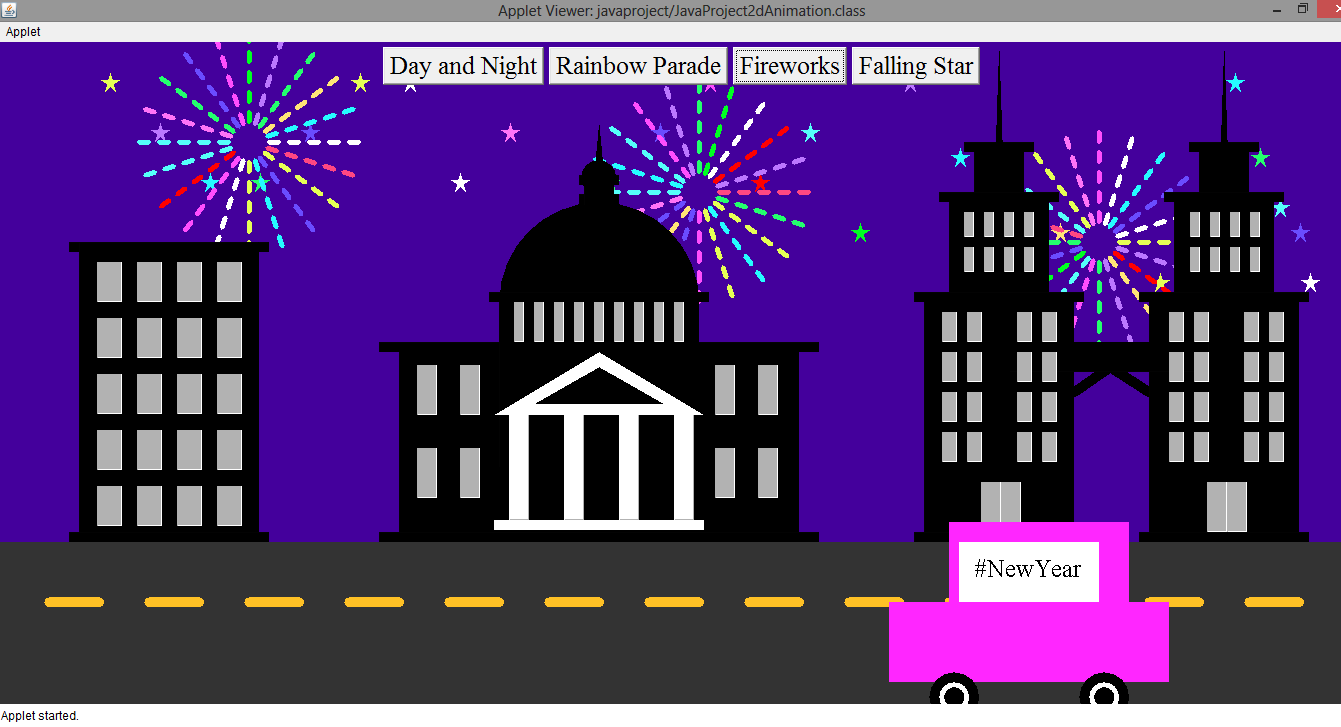 Applet Viewer: javaproject/JavaProject2dAnimation.class
Applet
Day and Night Rainbow Parade Fireworks Falling Star
#NewYear
Applet started.